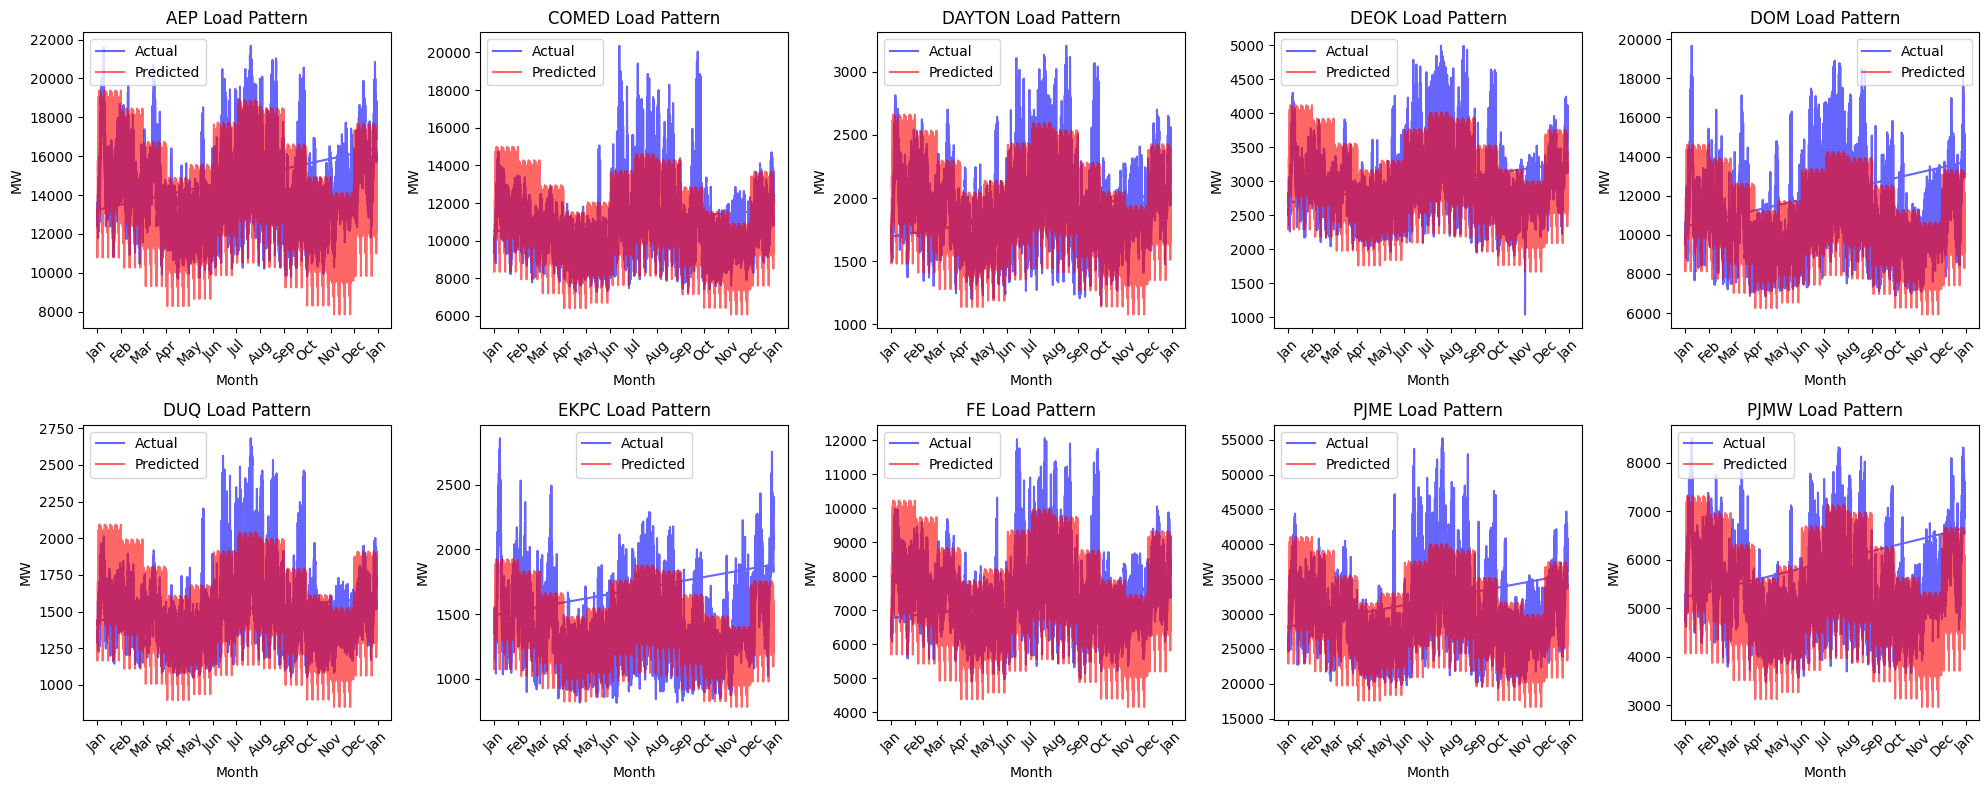 AEP Load Pattern
22000
20000
18000
16000
14000
12000
10000
8000
MW
Actual
Predicted
Jan
Feb
Mar
Apr
May
Jun
Jul
Aug
Sep
Oct
Nov
Dec
Jan
Month
COMED Load Pattern
20000
18000
16000
14000
12000
10000
8000
6000
MW
Actual
Predicted
Jan
Feb
Mar
Apr
May
Jun
Jul
Aug
Sep
Oct
Nov
Dec
Jan
Month
DAYTON Load Pattern
3000
2500
2000
1500
1000
MW
Actual
Predicted
Jan
Feb
Mar
Apr
May
Jun
Jul
Aug
Sep
Oct
Nov
Dec
Jan
Month
DEOK Load Pattern
5000
4500
4000
3500
3000
2500
2000
1500
1000
MW
Actual
Predicted
Jan
Feb
Mar
Apr
May
Jun
Jul
Aug
Sep
Oct
Nov
Dec
Jan
Month
DOM Load Pattern
20000
18000
16000
14000
12000
10000
8000
6000
MW
Actual
Predicted
Jan
Feb
Mar
Apr
May
Jun
Jul
Aug
Sep
Oct
Nov
Dec
Jan
Month
DUQ Load Pattern
2750
2500
2250
2000
1750
1500
1250
1000
MW
Actual
Predicted
Jan
Feb
Mar
Apr
May
Jun
Jul
Aug
Sep
Oct
Nov
Dec
Jan
Month
EKPC Load Pattern
2500
2000
1500
1000
MW
Actual
Predicted
Jan
Feb
Mar
Apr
May
Jun
Jul
Aug
Sep
Oct
Nov
Dec
Jan
Month
FE Load Pattern
12000
11000
10000
9000
8000
7000
6000
5000
4000
MW
Actual
Predicted
Jan
Feb
Mar
Apr
May
Jun
Jul
Aug
Sep
Oct
Nov
Dec
Jan
Month
PJME Load Pattern
55000
50000
45000
40000
35000
30000
25000
20000
15000
MW
Actual
Predicted
Jan
Feb
Mar
Apr
May
Jun
Jul
Aug
Sep
Oct
Nov
Dec
Jan
Month
PJMW Load Pattern
8000
7000
6000
5000
4000
3000
MW
Actual
Predicted
Jan
Feb
Mar
Apr
May
Jun
Jul
Aug
Sep
Oct
Nov
Dec
Jan
Month